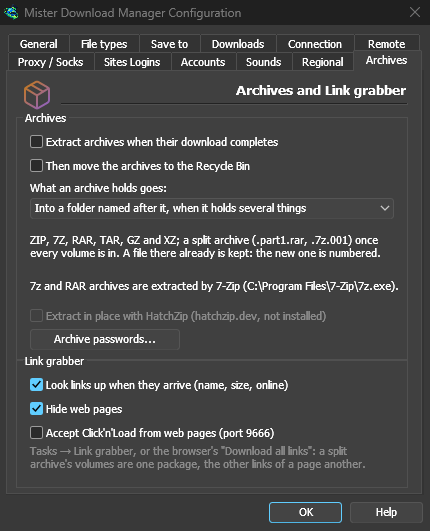 Mister Download Manager Configuration
General
File types
Save to
Downloads
Connection
Remote
Proxy / Socks
Sites Logins
Accounts
Sounds
Regional
Archives
Archives and Link grabber
Archives
Extract archives when their download completes
Then move the archives to the Recycle Bin
What an archive holds goes:
Into a folder named after it, when it holds several things
ZIP, 7Z, RAR, TAR, GZ and XZ; a split archive (.part1.rar, .7z.001) once
every volume is in. A file there already is kept: the new one is numbered.
7z and RAR archives are extracted by 7-Zip (C:\Program Files\7-Zip\7z.exe).
Extract in place with HatchZip (hatchzip.dev, not installed)
Archive passwords...
Link grabber
Look links up when they arrive (name, size, online)
Hide web pages
Accept Click'n'Load from web pages (port 9666)
Tasks → Link grabber, or the browser's "Download all links": a split
archive's volumes are one package, the other links of a page another.
OK
Help